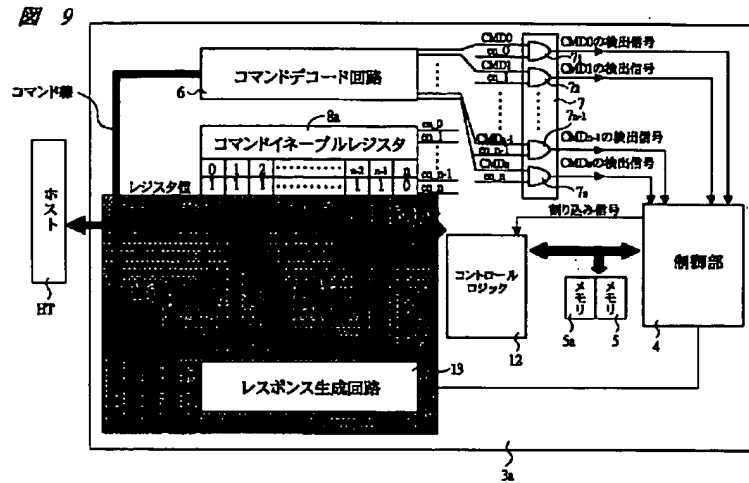 図 9
コマンドデコード回路
6
コマンド線
CMD0
en_0
7₁
CMD0の検出信号
CMD1
7₂
CMD1の検出信号
7
7n-1
CMDn-1
en_n-1
CMDn-1の検出信号
CMDn
en_n
7n
CMDnの検出信号
8a
コマンドイネーブルレジスタ
0 1 2 n-2 n-1 n
レジスタ値 1 1 1 1 1 0
en_0
en_1
en_n-1
en_n
ホスト
HT
割り込み信号
コントロールロジック
12
メモリ
5a
メモリ
5
制御部
4
レスポンス生成回路
13
3a